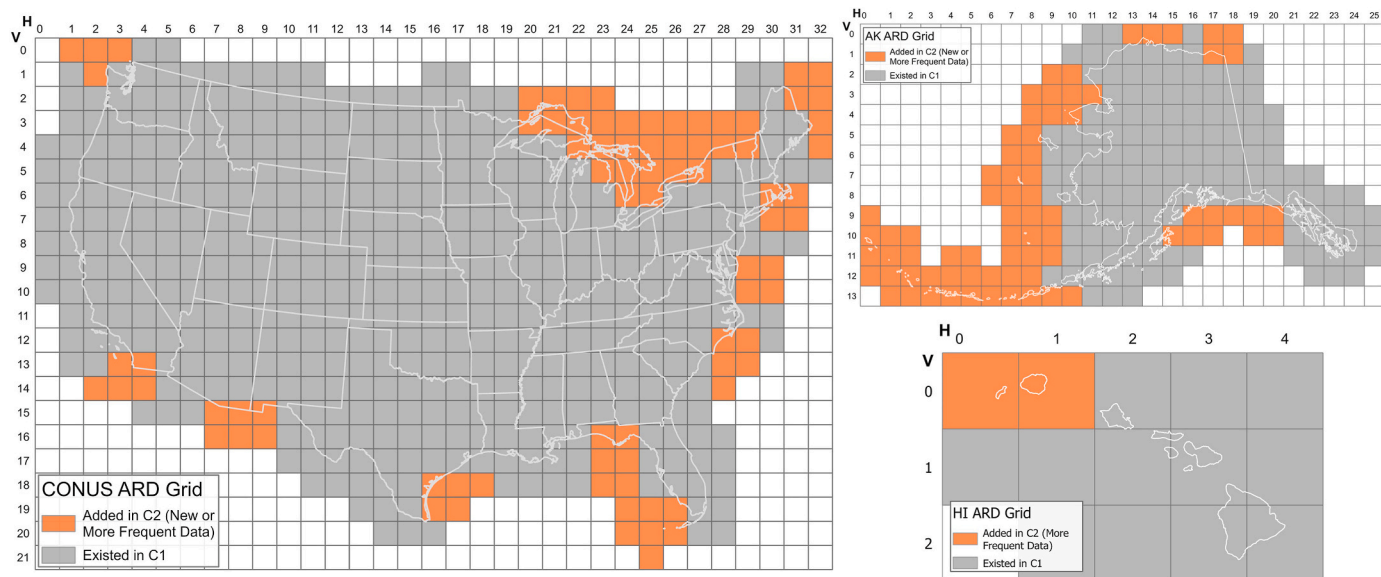 H
V 0 1 2 3 4 5 6 7 8 9 10 11 12 13 14 15 16 17 18 19 20 21 22 23 24 25 26 27 28 29 30 31 32
0
1
2
3
4
5
6
7
8
9
10
11
12
13
14
15
16
17
18
19
20
21
CONUS ARD Grid
Added in C2 (New or
More Frequent Data)
Existed in C1
H
V 0 1 2 3 4 5 6 7 8 9 10 11 12 13 14 15 16 17 18 19 20 21 22 23 24 25
0
1
2
3
4
5
6
7
8
9
10
11
12
13
AK ARD Grid
Added in C2 (New or
More Frequent Data)
Existed in C1
H
V 0 1 2 3 4
0
1
2
HI ARD Grid
Added in C2 (More
Frequent Data)
Existed in C1